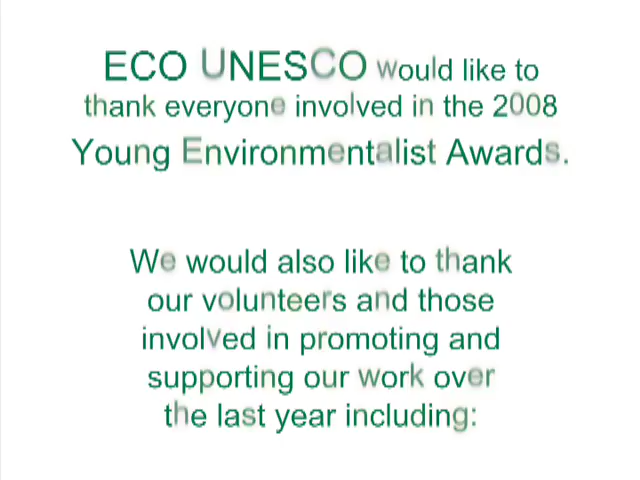 ECO UNESCO would like to
thank everyone involved in the 2008
Young Environmentalist Awards.
We would also like to thank
our volunteers and those
involved in promoting and
supporting our work over
the last year including: